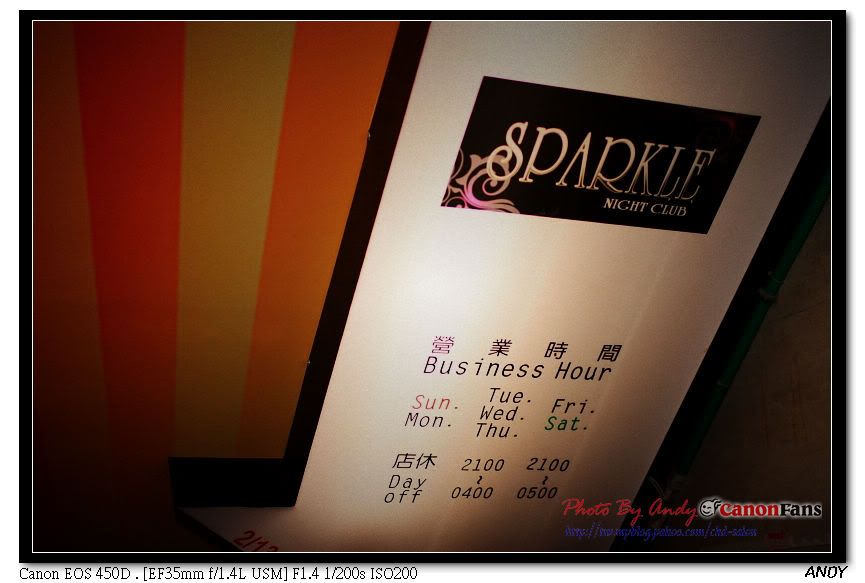 SPARKLE
NIGHT CLUB
營業時間
Business Hour
Sun. Mon.
Tue. Wed. Thu.
Fri. Sat.
店休 Day off
2100 ~ 0400
2100 ~ 0500
Photo By Andy CanonFans
Canon EOS 450D . [EF35mm f/1.4L USM] F1.4 1/200s ISO200
ANDY